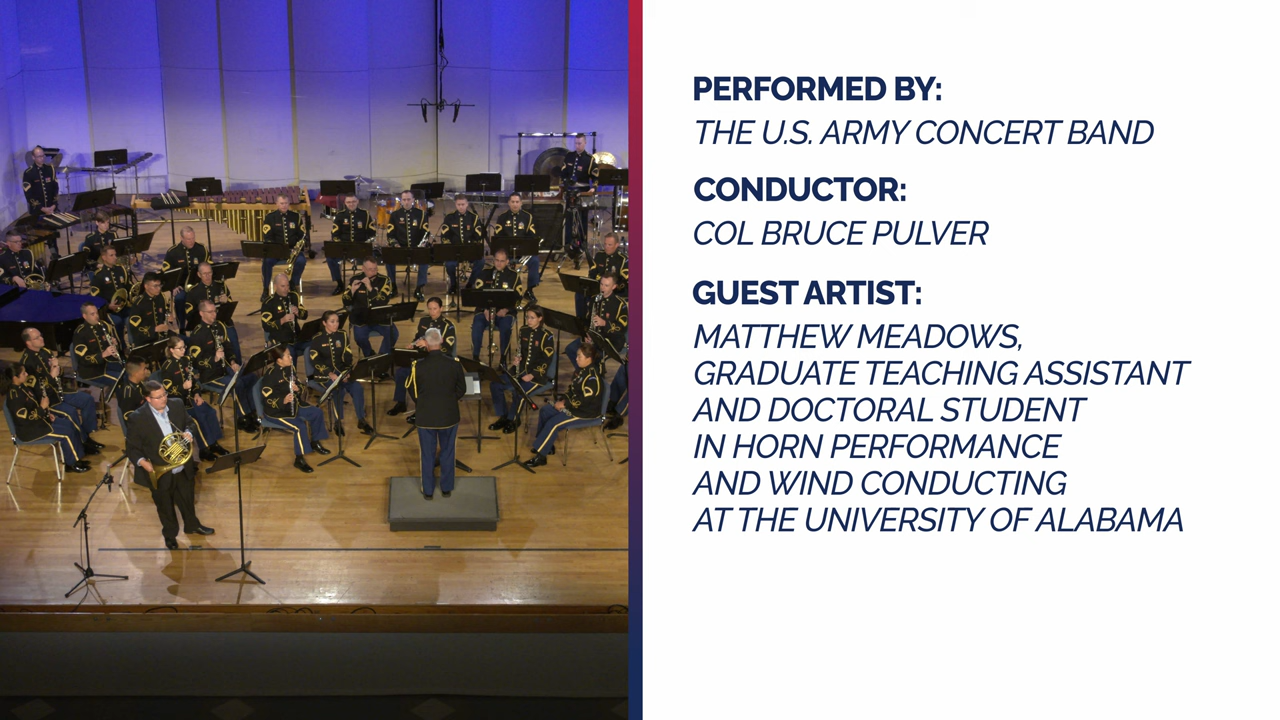 PERFORMED BY:
THE U.S. ARMY CONCERT BAND
CONDUCTOR:
COL BRUCE PULVER
GUEST ARTIST:
MATTHEW MEADOWS,
GRADUATE TEACHING ASSISTANT
AND DOCTORAL STUDENT
IN HORN PERFORMANCE
AND WIND CONDUCTING
AT THE UNIVERSITY OF ALABAMA